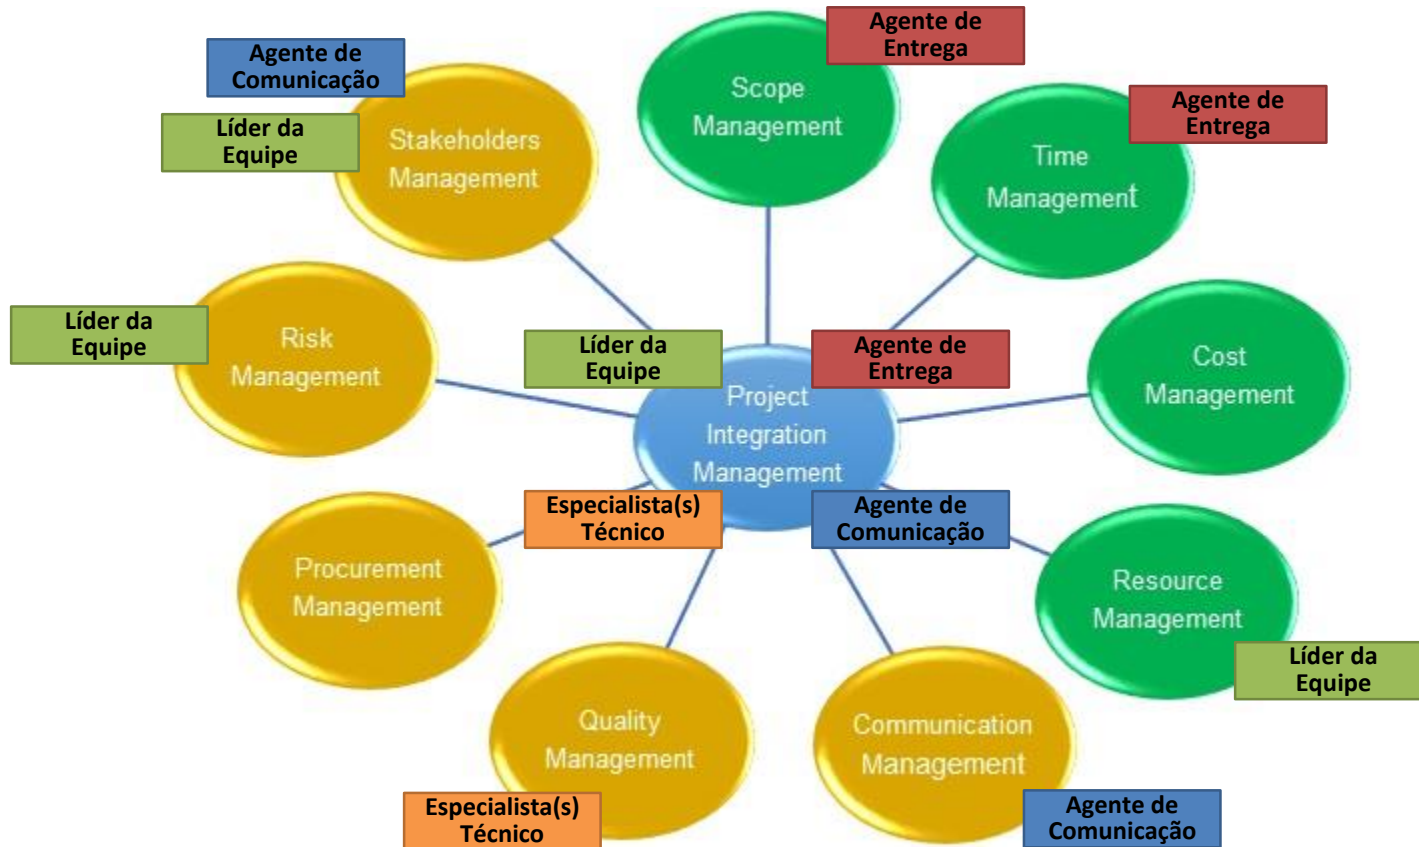 Agente de
Entrega
Scope
Management
Agente de
Comunicação
Líder da
Equipe
Stakeholders
Management
Agente de
Entrega
Time
Management
Líder da
Equipe
Risk
Management
Líder da
Equipe
Agente de
Entrega
Project
Integration
Management
Cost
Management
Especialista(s)
Técnico
Agente de
Comunicação
Procurement
Management
Resource
Management
Líder da
Equipe
Quality
Management
Especialista(s)
Técnico
Communication
Management
Agente de
Comunicação